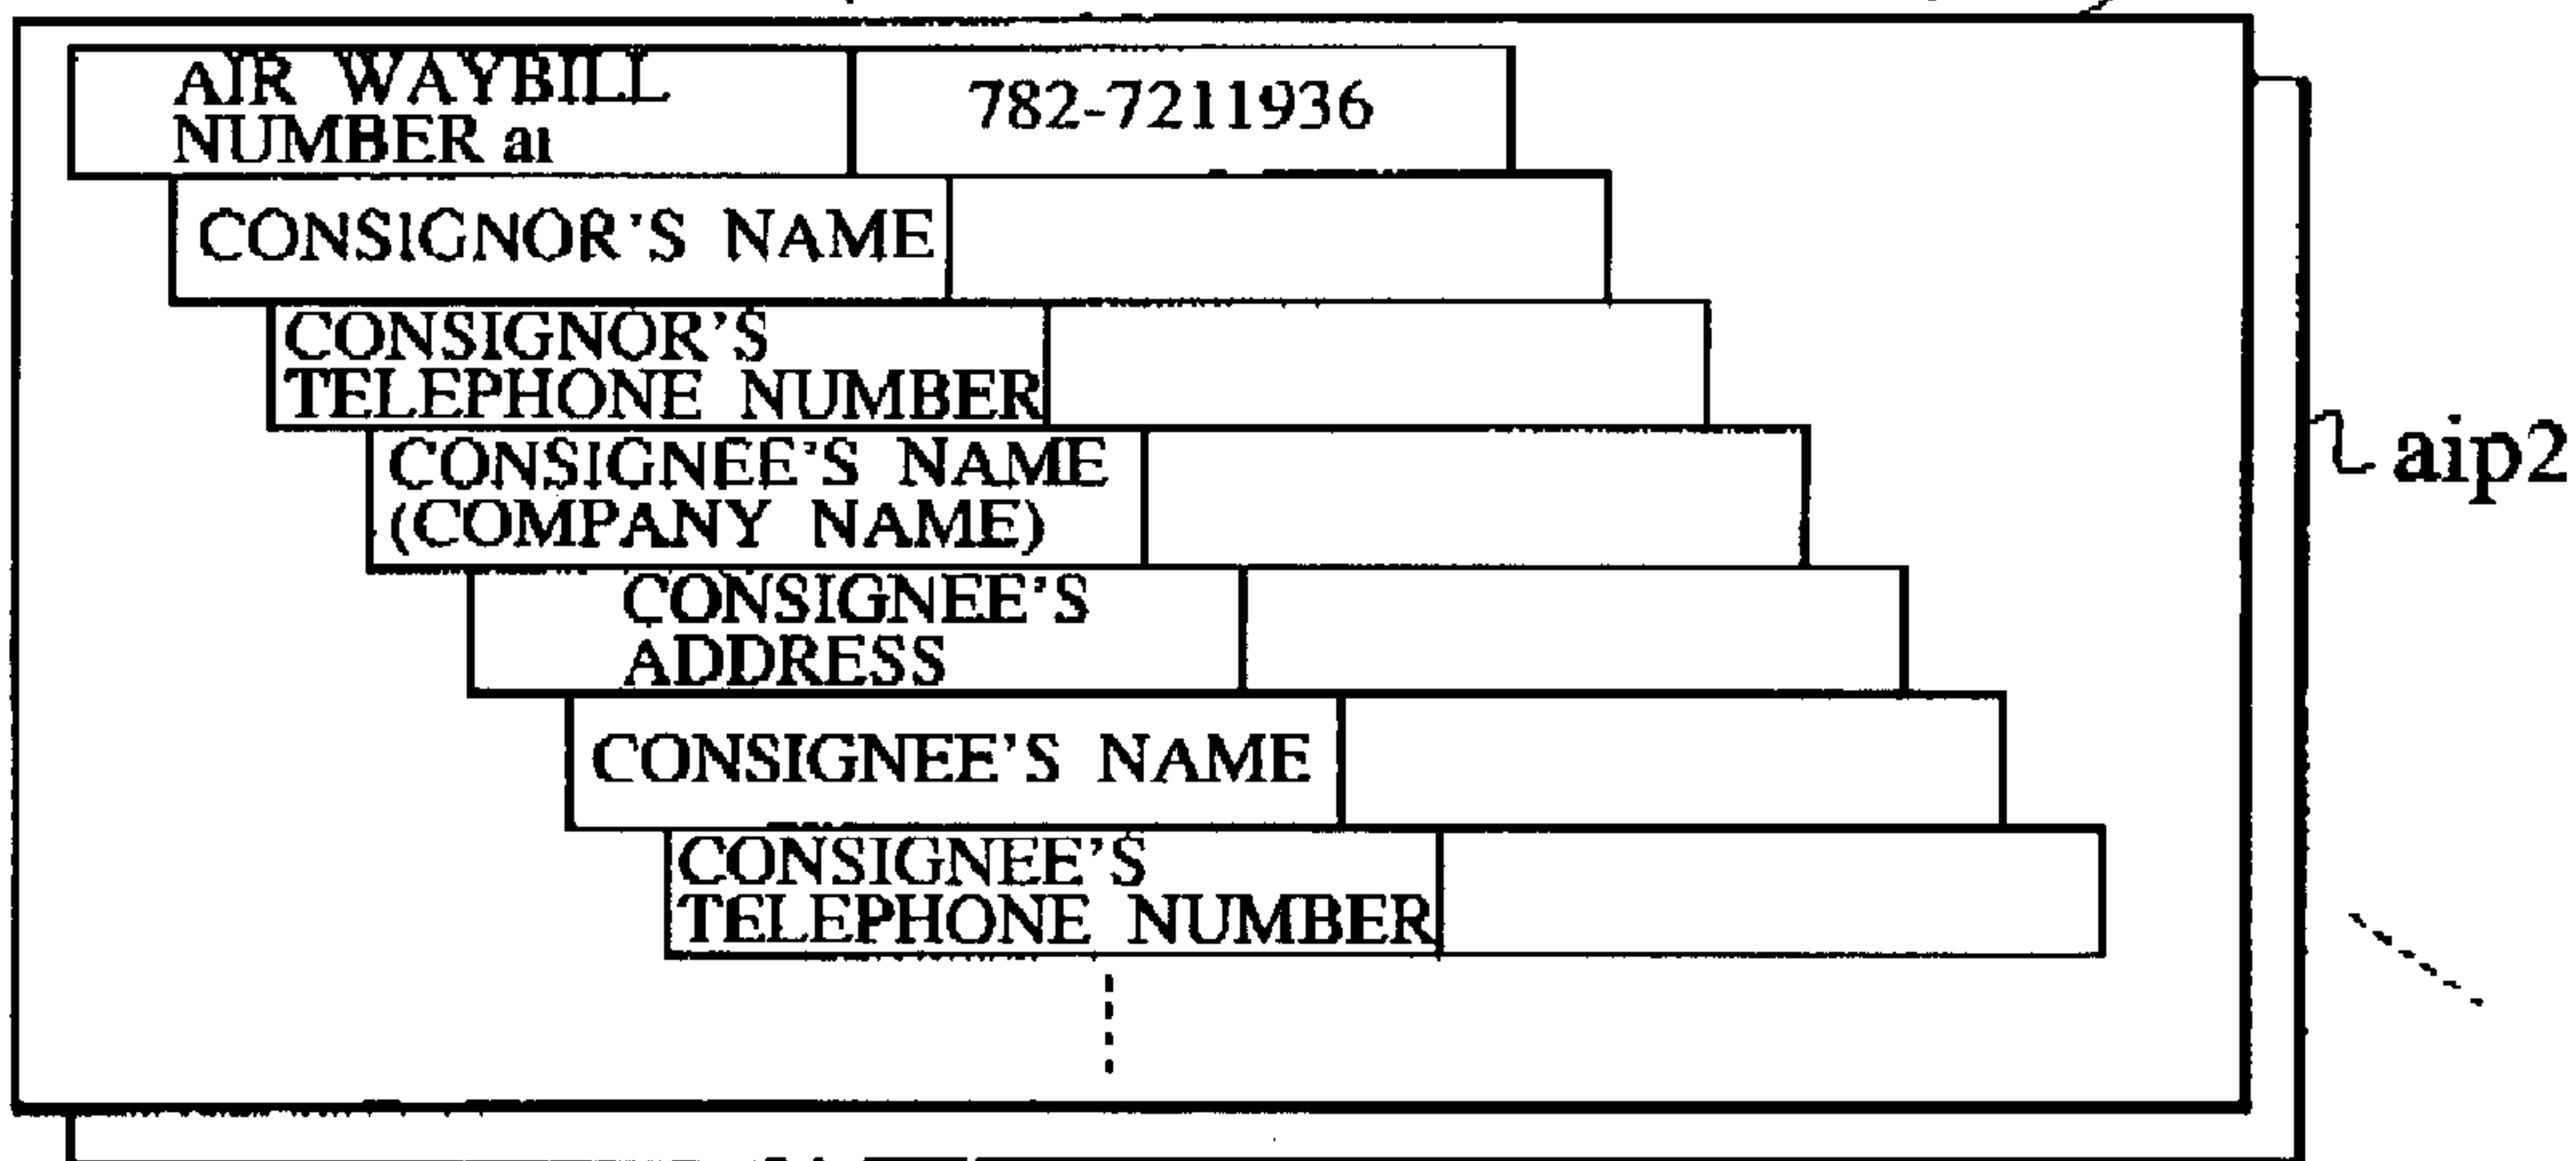 AIR WAYBILL
NUMBER ai
782-7211936
CONSIGNOR'S NAME
CONSIGNOR'S
TELEPHONE NUMBER
CONSIGNEE'S NAME
(COMPANY NAME)
aip2
CONSIGNEE'S
ADDRESS
CONSIGNEE'S NAME
CONSIGNEE'S
TELEPHONE NUMBER